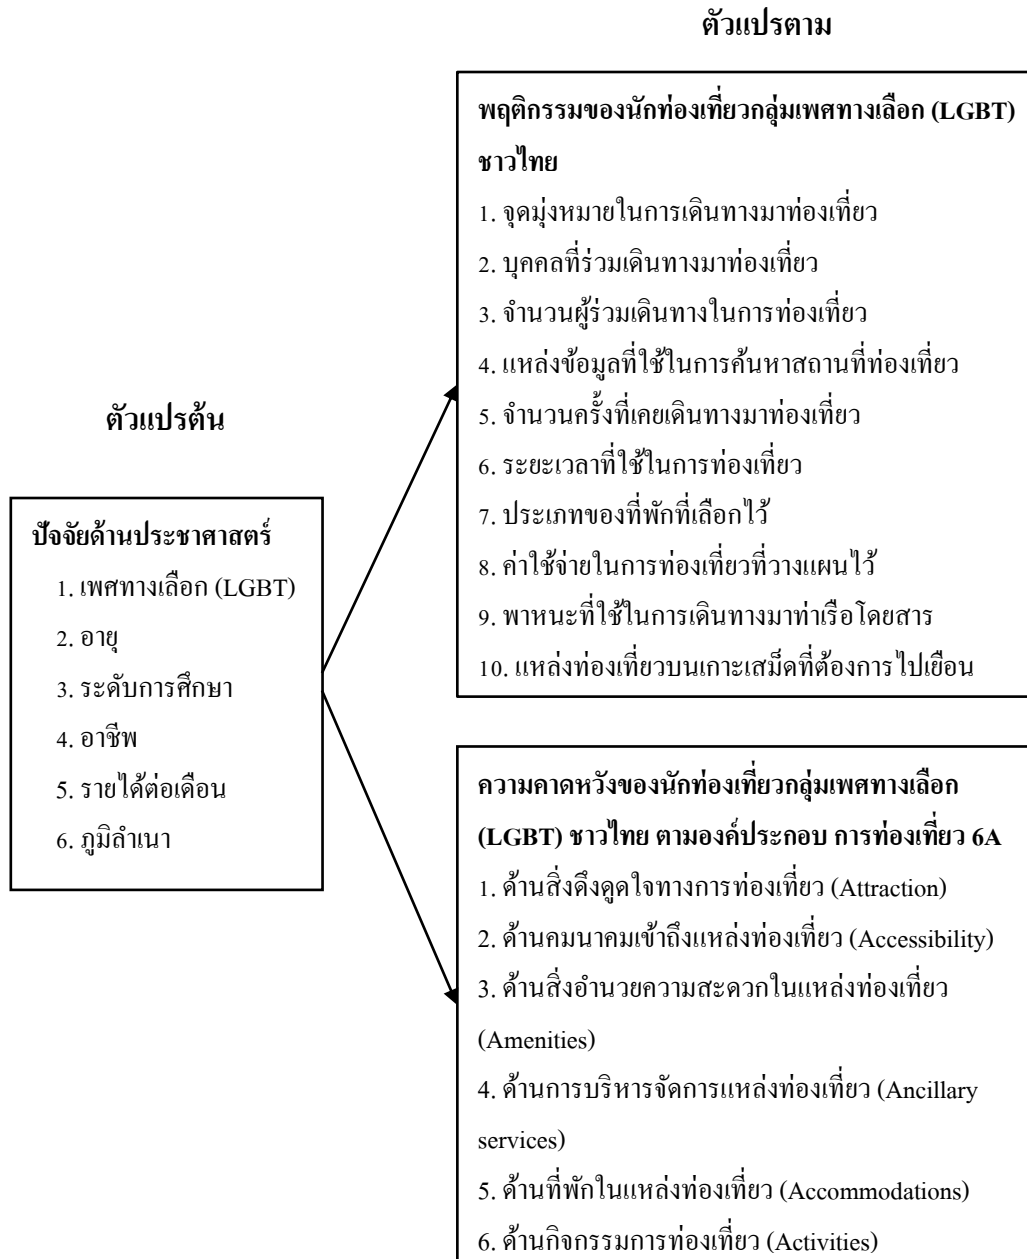 ตัวแปรตาม
พฤติกรรมของนักท่องเที่ยวกลุ่มเพศทางเลือก (LGBT)
ชาวไทย
1. จุดมุ่งหมายในการเดินทางมาท่องเที่ยว
2. บุคคลที่ร่วมเดินทางมาท่องเที่ยว
3. จำนวนผู้ร่วมเดินทางในการท่องเที่ยว
4. แหล่งข้อมูลที่ใช้ในการค้นหาสถานที่ท่องเที่ยว
5. จำนวนครั้งที่เคยเดินทางมาท่องเที่ยว
6. ระยะเวลาที่ใช้ในการท่องเที่ยว
7. ประเภทของที่พักที่เลือกไว้
8. ค่าใช้จ่ายในการท่องเที่ยวที่วางแผนไว้
9. พาหนะที่ใช้ในการเดินทางมาท่าเรือโดยสาร
10. แหล่งท่องเที่ยวบนเกาะเสม็ดที่ต้องการไปเยือน
ตัวแปรต้น
ปัจจัยด้านประชาศาสตร์
1. เพศทางเลือก (LGBT)
2. อายุ
3. ระดับการศึกษา
4. อาชีพ
5. รายได้ต่อเดือน
6. ภูมิลำเนา
ความคาดหวังของนักท่องเที่ยวกลุ่มเพศทางเลือก
(LGBT) ชาวไทย ตามองค์ประกอบ การท่องเที่ยว 6A
1. ด้านสิ่งดึงดูดใจทางการท่องเที่ยว (Attraction)
2. ด้านคมนาคมเข้าถึงแหล่งท่องเที่ยว (Accessibility)
3. ด้านสิ่งอำนวยความสะดวกในแหล่งท่องเที่ยว
(Amenities)
4. ด้านการบริหารจัดการแหล่งท่องเที่ยว (Ancillary
services)
5. ด้านที่พักในแหล่งท่องเที่ยว (Accommodations)
6. ด้านกิจกรรมการท่องเที่ยว (Activities)